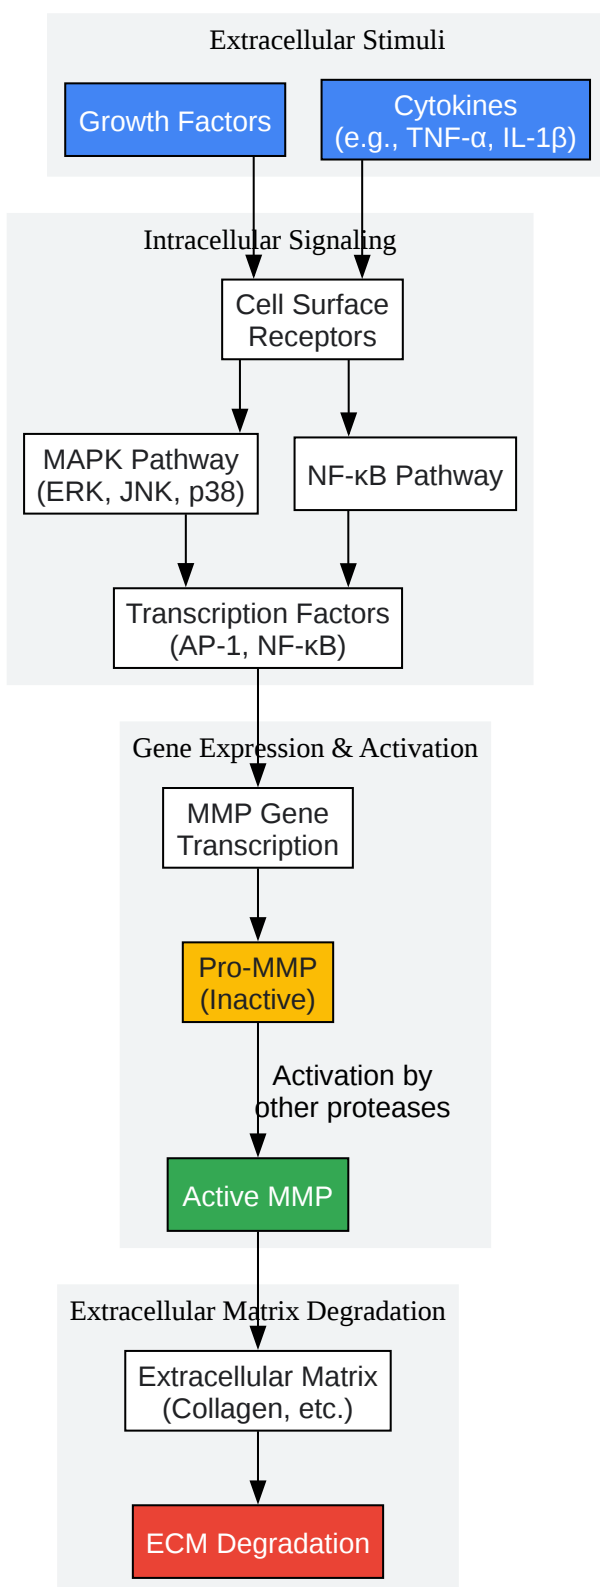 Extracellular Stimuli
Growth Factors
Cytokines
(e.g., TNF-α, IL-1β)
Intracellular Signaling
Cell Surface
Receptors
MAPK Pathway
(ERK, JNK, p38)
NF-κB Pathway
Transcription Factors
(AP-1, NF-κB)
Gene Expression & Activation
MMP Gene
Transcription
Pro-MMP
(Inactive)
Activation by
other proteases
Active MMP
Extracellular Matrix Degradation
Extracellular Matrix
(Collagen, etc.)
ECM Degradation